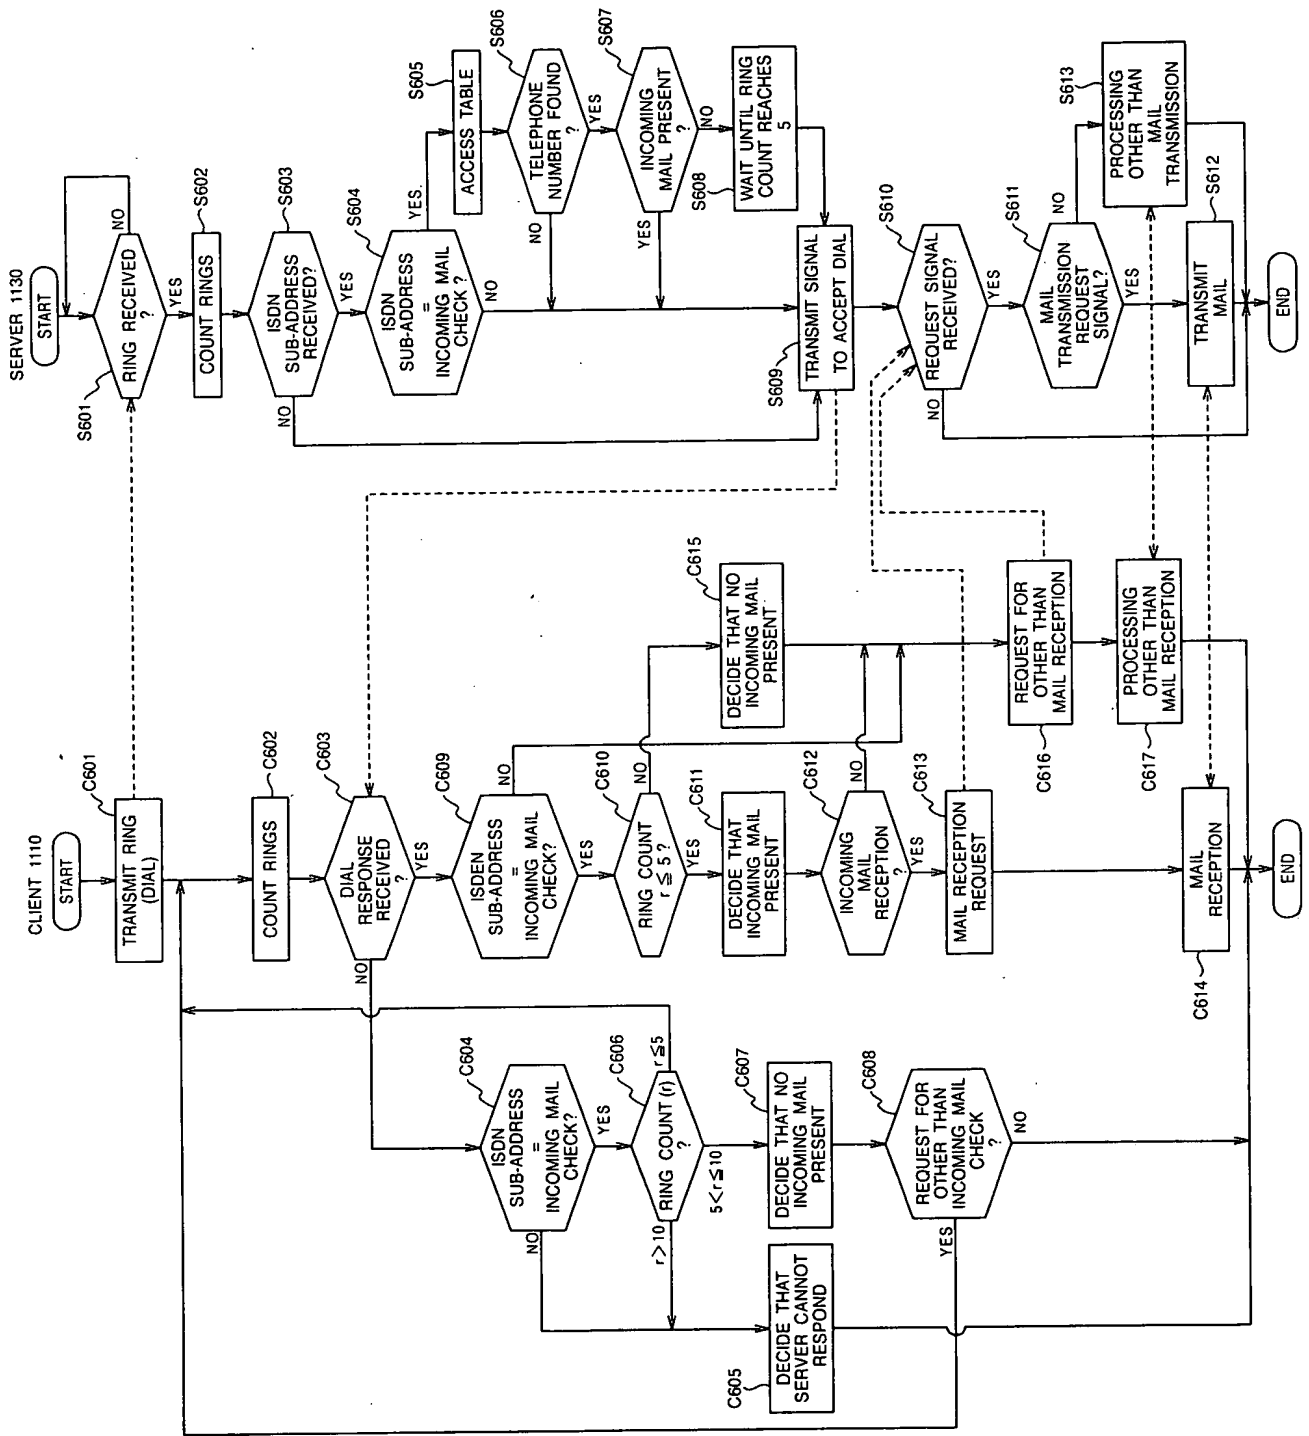 CLIENT 1110
START
C601
TRANSMIT RING
(DIAL)
C602
COUNT RINGS
C603
DIAL
RESPONSE
RECEIVED
?
NO
YES
C604
ISDN
SUB-ADDRESS
=
INCOMING MAIL
CHECK?
NO
YES
C606
RING COUNT (r)
?
r≦5
r>10
5<r≦10
C605
DECIDE THAT
SERVER CANNOT
RESPOND
C607
DECIDE THAT NO
INCOMING MAIL
PRESENT
C608
REQUEST FOR
OTHER THAN
INCOMING MAIL
CHECK
?
YES
NO
C609
ISDEN
SUB-ADDRESS
=
INCOMING MAIL
CHECK?
NO
YES
C610
RING COUNT
r ≦ 5 ?
NO
YES
C611
DECIDE THAT
INCOMING MAIL
PRESENT
C612
INCOMING
MAIL
RECEPTION
?
NO
YES
C613
MAIL RECEPTION
REQUEST
C614
MAIL
RECEPTION
C615
DECIDE THAT NO
INCOMING MAIL
PRESENT
C616
REQUEST FOR
OTHER THAN
MAIL RECEPTION
C617
PROCESSING
OTHER THAN
MAIL RECEPTION
END
SERVER 1130
START
S601
RING RECEIVED
?
NO
YES
S602
COUNT RINGS
S603
ISDN
SUB-ADDRESS
RECEIVED?
NO
YES
S604
ISDN
SUB-ADDRESS
=
INCOMING MAIL
CHECK ?
YES.
NO
S605
ACCESS TABLE
S606
TELEPHONE
NUMBER FOUND
?
NO
YES
S607
INCOMING
MAIL PRESENT
?
YES
NO
S608
WAIT UNTIL RING
COUNT REACHES
5
S609
TRANSMIT SIGNAL
TO ACCEPT DIAL
S610
REQUEST SIGNAL
RECEIVED?
NO
YES
S611
MAIL
TRANSMISSION
REQUEST
SIGNAL?
NO
YES
S612
TRANSMIT
MAIL
S613
PROCESSING
OTHER THAN
MAIL
TRANSMISSION
END